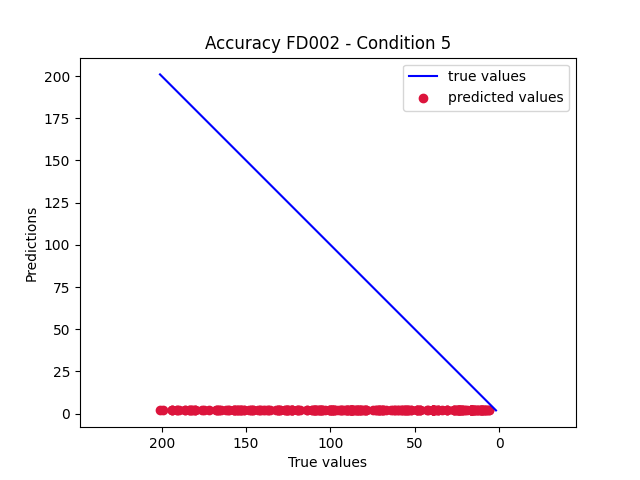 Accuracy FD002 - Condition 5
true values
predicted values
Predictions
200
175
150
125
100
75
50
25
0
200 150 100 50 0
True values